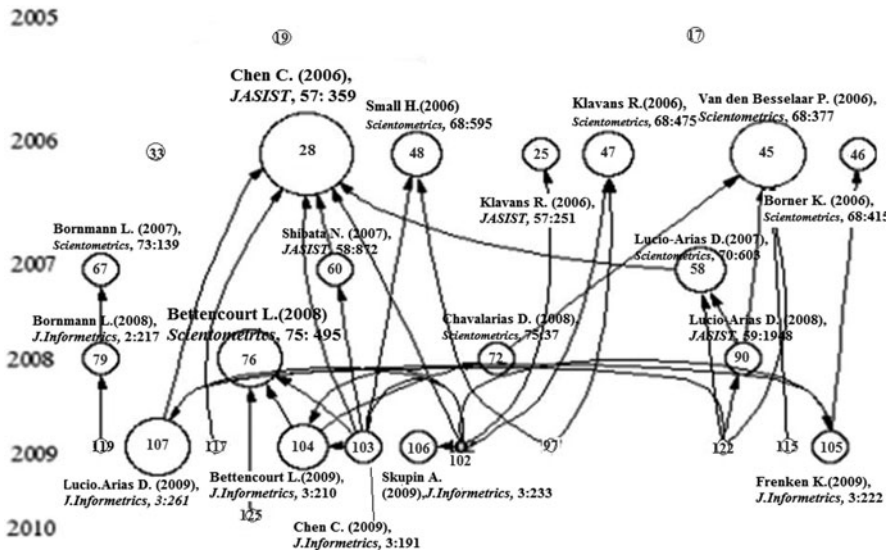 2005
19
17
Chen C. (2006),
JASIST, 57: 359
Small H.(2006)
Scientometrics, 68:595
Klavans R.(2006),
Scientometrics, 68:475
Van den Besselaar P. (2006),
Scientometrics, 68:377
2006
33
28
48
25
47
45
46
Klavans R. (2006),
JASIST, 57:251
Borner K. (2006),
Scientometrics, 68:415
Bornmann L. (2007),
Scientometrics, 73:139
Shibata N. (2007),
JASIST, 58:872
Lucio-Arias D.(2007),
Scientometrics, 70:603
2007
67
60
58
Bornmann L.(2008),
J.Informetrics, 2:217
Bettencourt L.(2008)
Scientometrics, 75: 495
Chavalarias D. (2008),
Scientometrics, 75:37
Lucio-Arias D. (2008),
JASIST, 59:1948
2008
79
76
72
90
2009
119
107
117
104
103
106
102
97
122
115
105
Lucio.Arias D. (2009),
J.Informetrics, 3:261
Bettencourt L.(2009),
J.Informetrics, 3:210
Skupin A.
(2009),J.Informetrics, 3:233
Frenken K.(2009),
J.Informetrics, 3:222
125
Chen C. (2009),
J.Informetrics, 3:191
2010